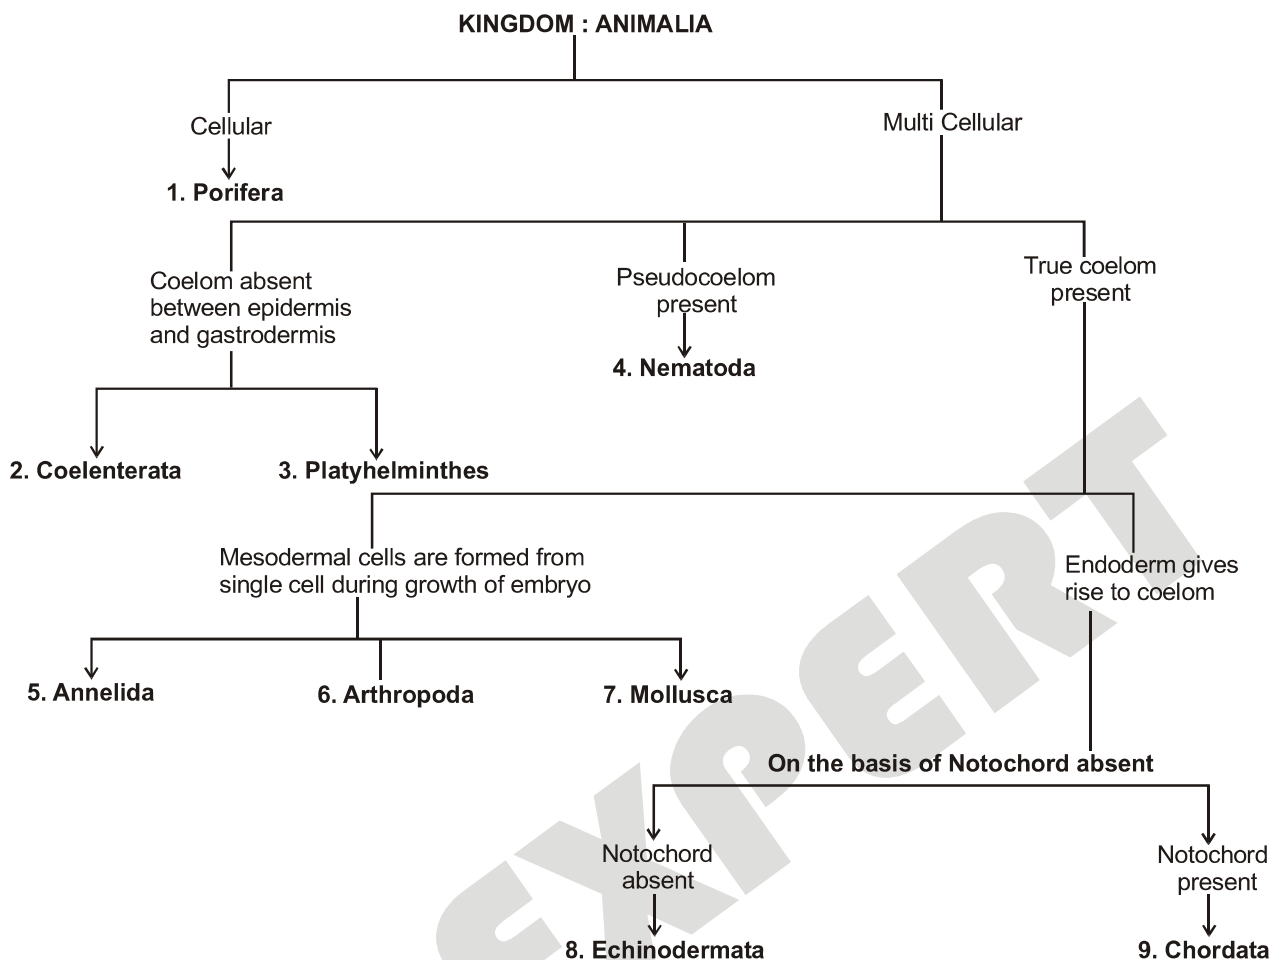 KINGDOM : ANIMALIA
Cellular
Multi Cellular
1. Porifera
Coelom absent
between epidermis
and gastrodermis
Pseudocoelom
present
True coelom
present
4. Nematoda
2. Coelenterata
3. Platyhelminthes
Mesodermal cells are formed from
single cell during growth of embryo
Endoderm gives
rise to coelom
5. Annelida
6. Arthropoda
7. Mollusca
On the basis of Notochord absent
Notochord
absent
Notochord
present
8. Echinodermata
9. Chordata
EXPERT